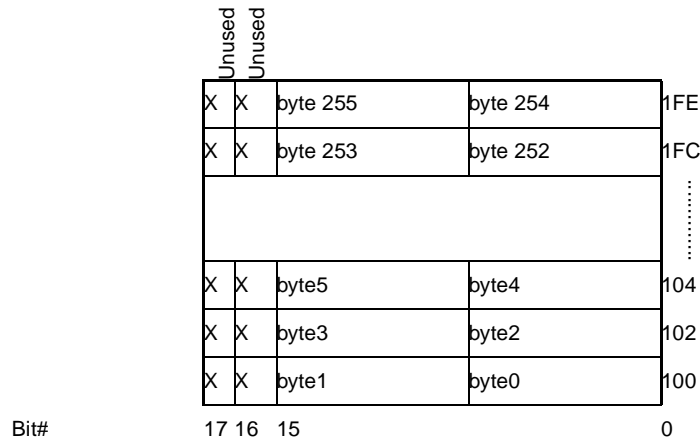 Unused Unused
X X byte 255 byte 254 1FE
X X byte 253 byte 252 1FC
............
X X byte5 byte4 104
X X byte3 byte2 102
X X byte1 byte0 100
Bit# 17 16 15 0